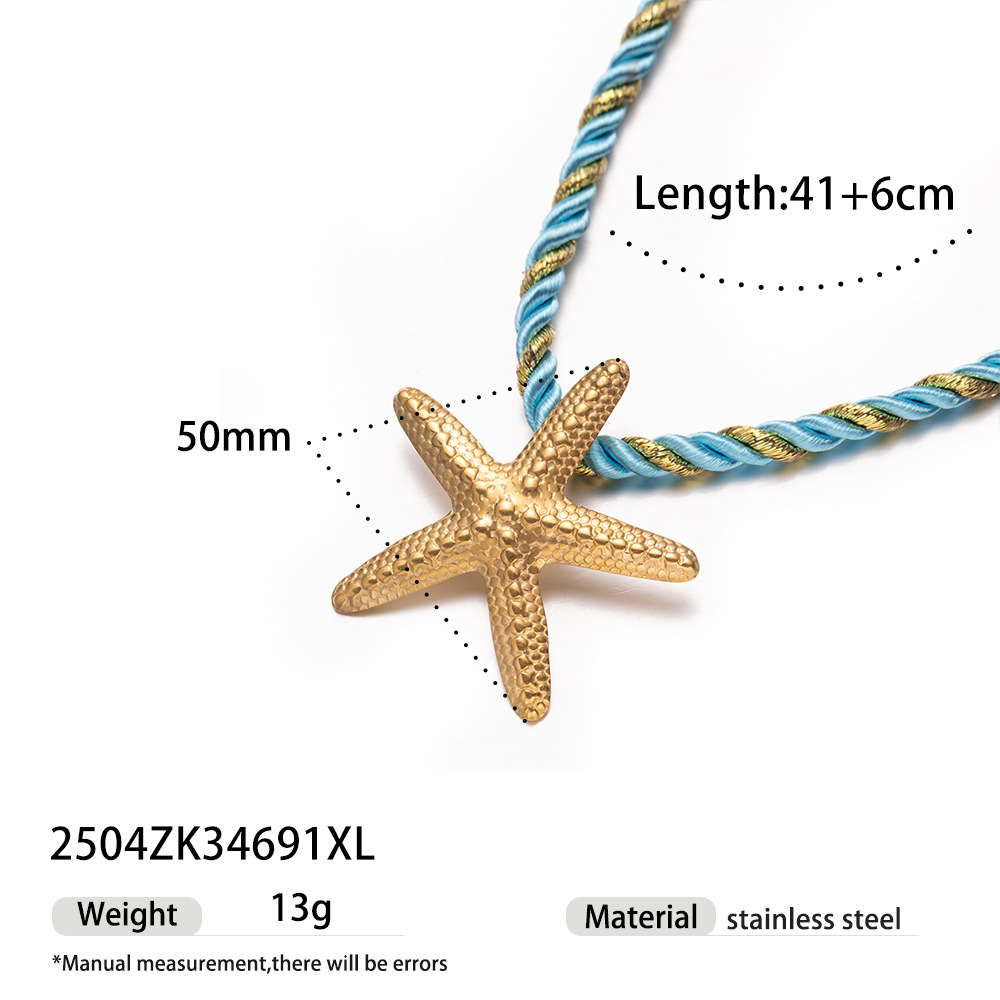 Length:41+6cm
50mm
2504ZK34691XL
Weight 13g
Material stainless steel
*Manual measurement,there will be errors